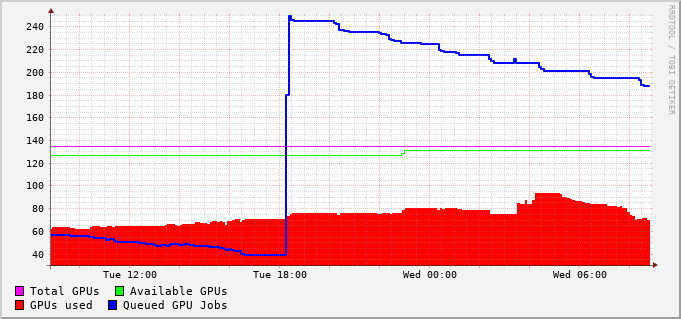 240
220
200
180
160
140
120
100
80
60
40
Tue 12:00 Tue 18:00 Wed 00:00 Wed 06:00
Total GPUs Available GPUs
GPUs used Queued GPU Jobs
RRDTOOL / TOBI OETIKER